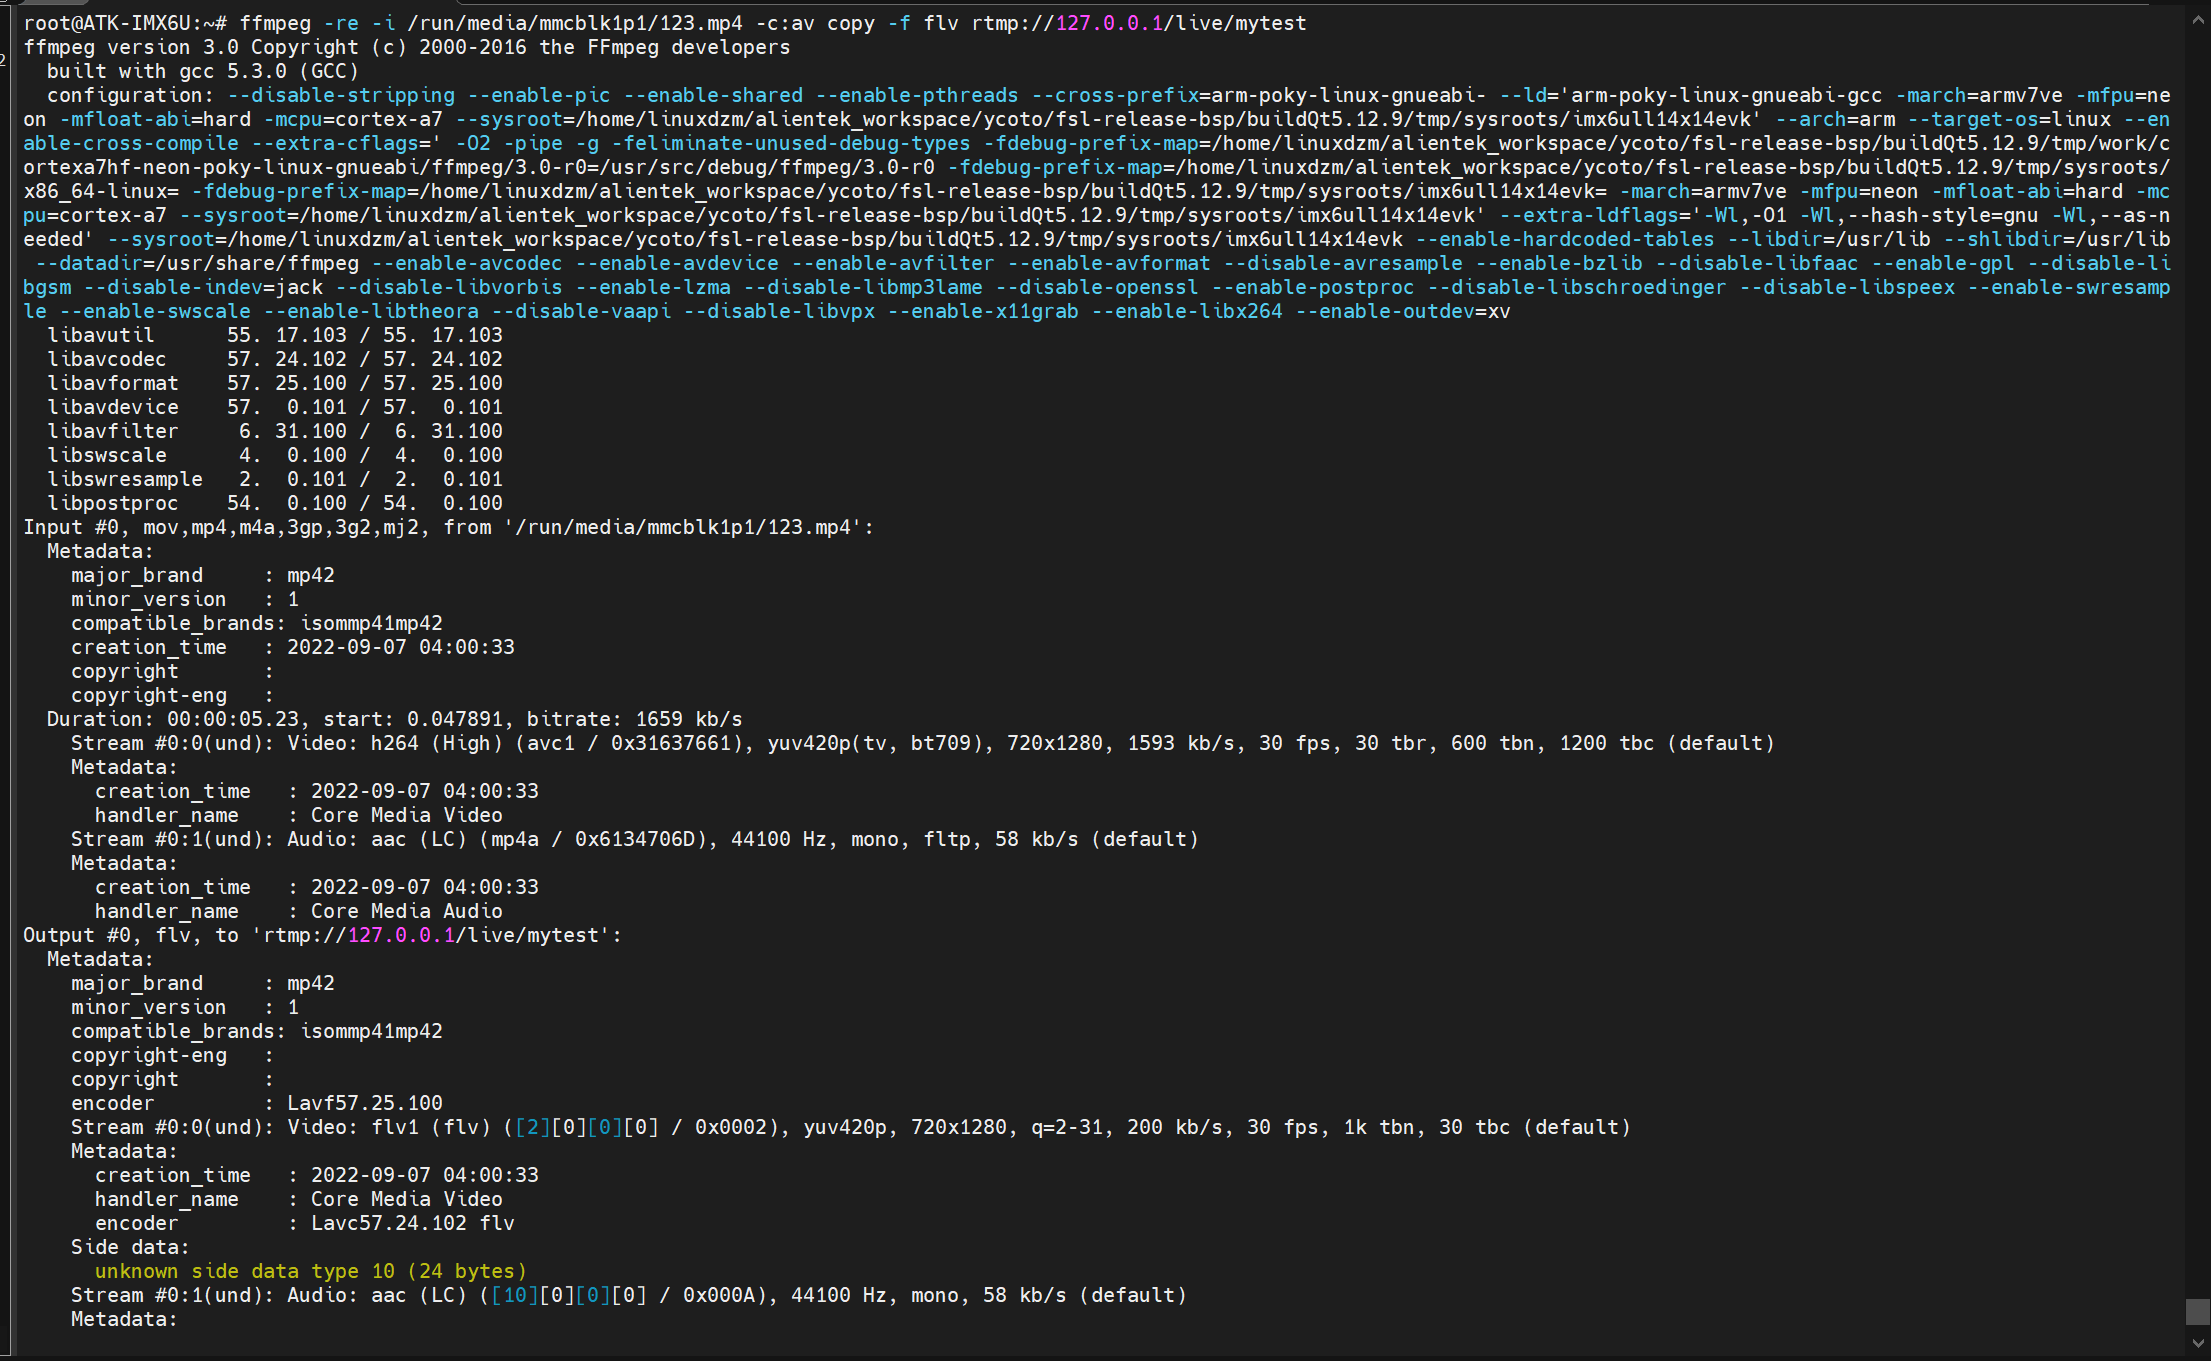 root@ATK-IMX6U:~# ffmpeg -re -i /run/media/mmcblk1p1/123.mp4 -c:av copy -f flv rtmp://127.0.0.1/live/mytest
ffmpeg version 3.0 Copyright (c) 2000-2016 the FFmpeg developers
2
  built with gcc 5.3.0 (GCC)
  configuration: --disable-stripping --enable-pic --enable-shared --enable-pthreads --cross-prefix=arm-poky-linux-gnueabi- --ld='arm-poky-linux-gnueabi-gcc -march=armv7ve -mfpu=ne
on -mfloat-abi=hard -mcpu=cortex-a7 --sysroot=/home/linuxdzm/alientek_workspace/ycoto/fsl-release-bsp/buildQt5.12.9/tmp/sysroots/imx6ull14x14evk' --arch=arm --target-os=linux --en
able-cross-compile --extra-cflags=' -O2 -pipe -g -feliminate-unused-debug-types -fdebug-prefix-map=/home/linuxdzm/alientek_workspace/ycoto/fsl-release-bsp/buildQt5.12.9/tmp/work/c
ortexa7hf-neon-poky-linux-gnueabi/ffmpeg/3.0-r0=/usr/src/debug/ffmpeg/3.0-r0 -fdebug-prefix-map=/home/linuxdzm/alientek_workspace/ycoto/fsl-release-bsp/buildQt5.12.9/tmp/sysroots/
x86_64-linux= -fdebug-prefix-map=/home/linuxdzm/alientek_workspace/ycoto/fsl-release-bsp/buildQt5.12.9/tmp/sysroots/imx6ull14x14evk= -march=armv7ve -mfpu=neon -mfloat-abi=hard -mc
pu=cortex-a7 --sysroot=/home/linuxdzm/alientek_workspace/ycoto/fsl-release-bsp/buildQt5.12.9/tmp/sysroots/imx6ull14x14evk' --extra-ldflags='-Wl,-O1 -Wl,--hash-style=gnu -Wl,--as-n
eeded' --sysroot=/home/linuxdzm/alientek_workspace/ycoto/fsl-release-bsp/buildQt5.12.9/tmp/sysroots/imx6ull14x14evk --enable-hardcoded-tables --libdir=/usr/lib --shlibdir=/usr/lib
 --datadir=/usr/share/ffmpeg --enable-avcodec --enable-avdevice --enable-avfilter --enable-avformat --disable-avresample --enable-bzlib --disable-libfaac --enable-gpl --disable-li
bgsm --disable-indev=jack --disable-libvorbis --enable-lzma --disable-libmp3lame --disable-openssl --enable-postproc --disable-libschroedinger --disable-libspeex --enable-swresamp
le --enable-swscale --enable-libtheora --disable-vaapi --disable-libvpx --enable-x11grab --enable-libx264 --enable-outdev=xv
  libavutil      55. 17.103 / 55. 17.103
  libavcodec     57. 24.102 / 57. 24.102
  libavformat    57. 25.100 / 57. 25.100
  libavdevice    57.  0.101 / 57.  0.101
  libavfilter     6. 31.100 /  6. 31.100
  libswscale      4.  0.100 /  4.  0.100
  libswresample   2.  0.101 /  2.  0.101
  libpostproc    54.  0.100 / 54.  0.100
Input #0, mov,mp4,m4a,3gp,3g2,mj2, from '/run/media/mmcblk1p1/123.mp4':
  Metadata:
    major_brand     : mp42
    minor_version   : 1
    compatible_brands: isommp41mp42
    creation_time   : 2022-09-07 04:00:33
    copyright       :
    copyright-eng   :
  Duration: 00:00:05.23, start: 0.047891, bitrate: 1659 kb/s
    Stream #0:0(und): Video: h264 (High) (avc1 / 0x31637661), yuv420p(tv, bt709), 720x1280, 1593 kb/s, 30 fps, 30 tbr, 600 tbn, 1200 tbc (default)
    Metadata:
      creation_time   : 2022-09-07 04:00:33
      handler_name    : Core Media Video
    Stream #0:1(und): Audio: aac (LC) (mp4a / 0x6134706D), 44100 Hz, mono, fltp, 58 kb/s (default)
    Metadata:
      creation_time   : 2022-09-07 04:00:33
      handler_name    : Core Media Audio
Output #0, flv, to 'rtmp://127.0.0.1/live/mytest':
  Metadata:
    major_brand     : mp42
    minor_version   : 1
    compatible_brands: isommp41mp42
    copyright-eng   :
    copyright       :
    encoder         : Lavf57.25.100
    Stream #0:0(und): Video: flv1 (flv) ([2][0][0][0] / 0x0002), yuv420p, 720x1280, q=2-31, 200 kb/s, 30 fps, 1k tbn, 30 tbc (default)
    Metadata:
      creation_time   : 2022-09-07 04:00:33
      handler_name    : Core Media Video
      encoder         : Lavc57.24.102 flv
    Side data:
      unknown side data type 10 (24 bytes)
    Stream #0:1(und): Audio: aac (LC) ([10][0][0][0] / 0x000A), 44100 Hz, mono, 58 kb/s (default)
    Metadata: